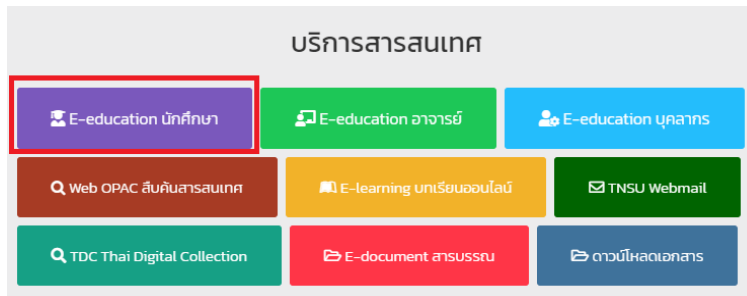 บริการสารสนเทศ
E-education นักศึกษา
E-education อาจารย์
E-education บุคลากร
Web OPAC สืบค้นสารสนเทศ
E-learning บทเรียนออนไลน์
TNSU Webmail
TDC Thai Digital Collection
E-document สารบรรณ
ดาวน์โหลดเอกสาร